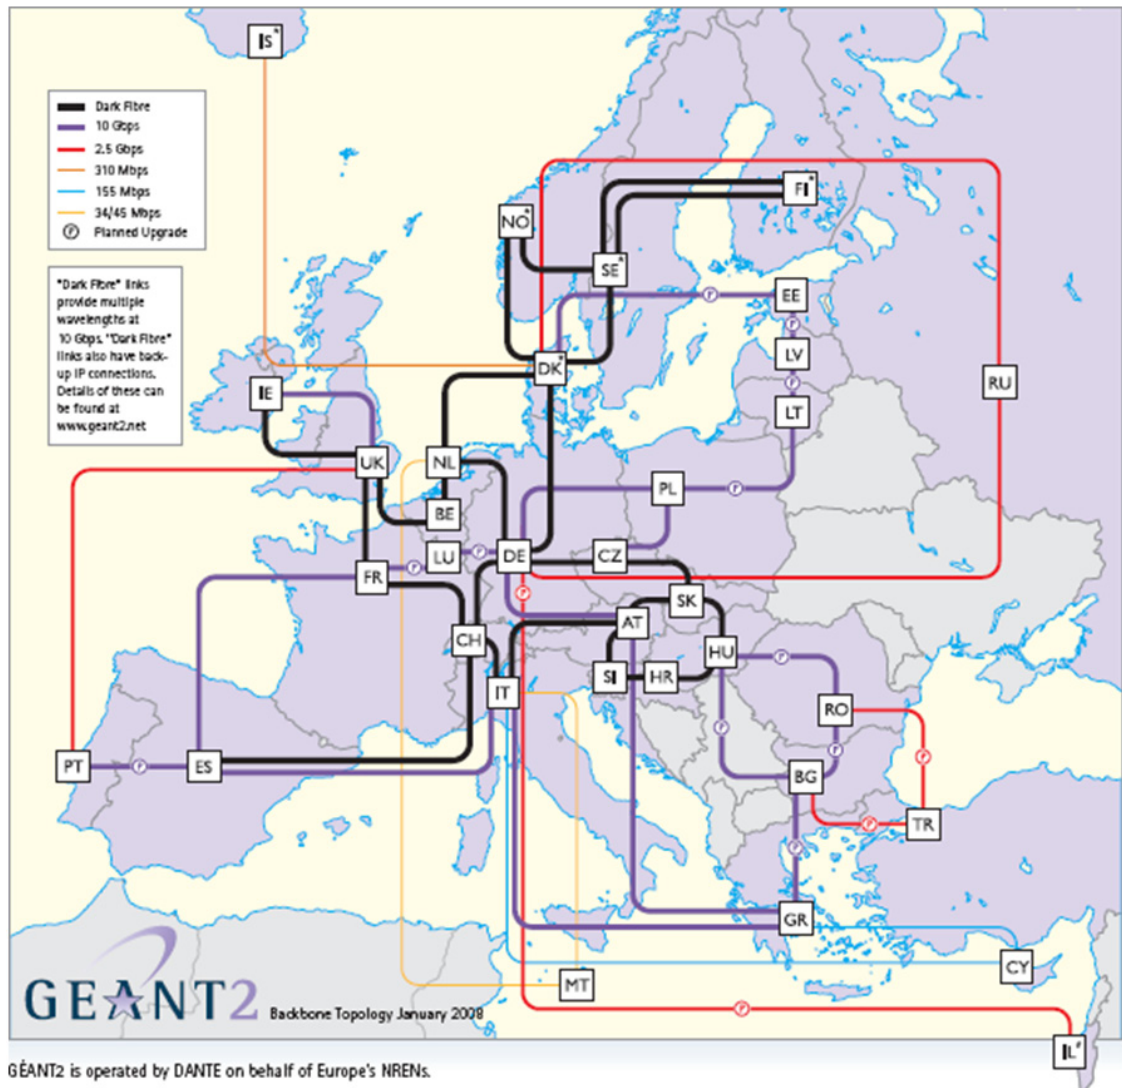 IS*
Dark Fibre
10 Gbps
2.5 Gbps
310 Mbps
155 Mbps
34/45 Mbps
P Planned Upgrade
"Dark Fibre" links
provide multiple
wavelengths at
10 Gbps. "Dark Fibre"
links also have back-
up IP connections.
Details of these can
be found at
www.geant2.net
FI*
NO*
SE*
P
EE
P
LV
DK*
P
RU
IE
LT
UK
NL
PL
P
BE
LU
P
DE
CZ
P
FR
P
SK
AT
CH
HU
P
SI
HR
IT
RO
P
P
P
PT
P
ES
BG
P
TR
P
GR
CY
MT
GEANT2
Backbone Topology January 2008
P
IL*
GÉANT2 is operated by DANTE on behalf of Europe's NRENs.